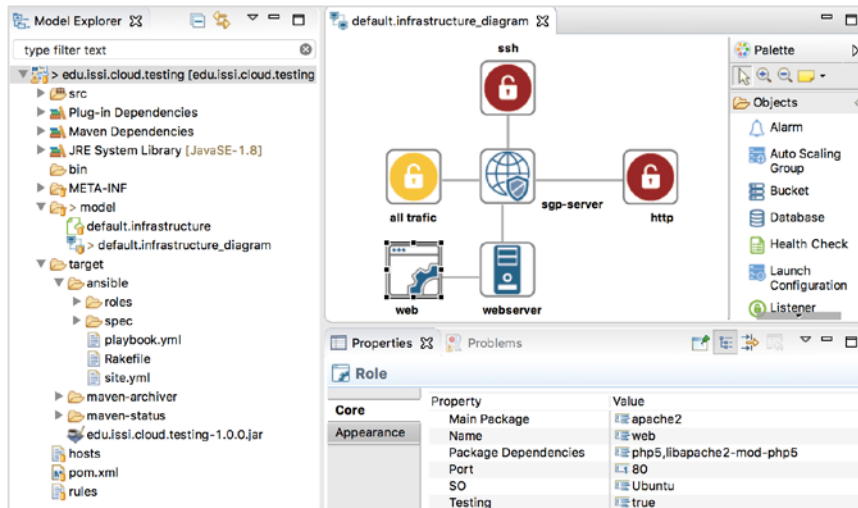 Model Explorer
type filter text
> edu.issi.cloud.testing [edu.issi.cloud.testing
src
Plug-in Dependencies
Maven Dependencies
JRE System Library [JavaSE-1.8]
bin
META-INF
> model
default.infrastructure
> default.infrastructure_diagram
target
ansible
roles
spec
playbook.yml
Rakefile
site.yml
maven-archiver
maven-status
edu.issi.cloud.testing-1.0.0.jar
hosts
pom.xml
rules
default.infrastructure_diagram
ssh
all trafic
sgp-server
http
web
webserver
Palette
Objects
Alarm
Auto Scaling
Group
Bucket
Database
Health Check
Launch
Configuration
Listener
Properties
Problems
Role
Core
Appearance
Property Value
Main Package apache2
Name web
Package Dependencies php5,libapache2-mod-php5
Port 80
SO Ubuntu
Testing true